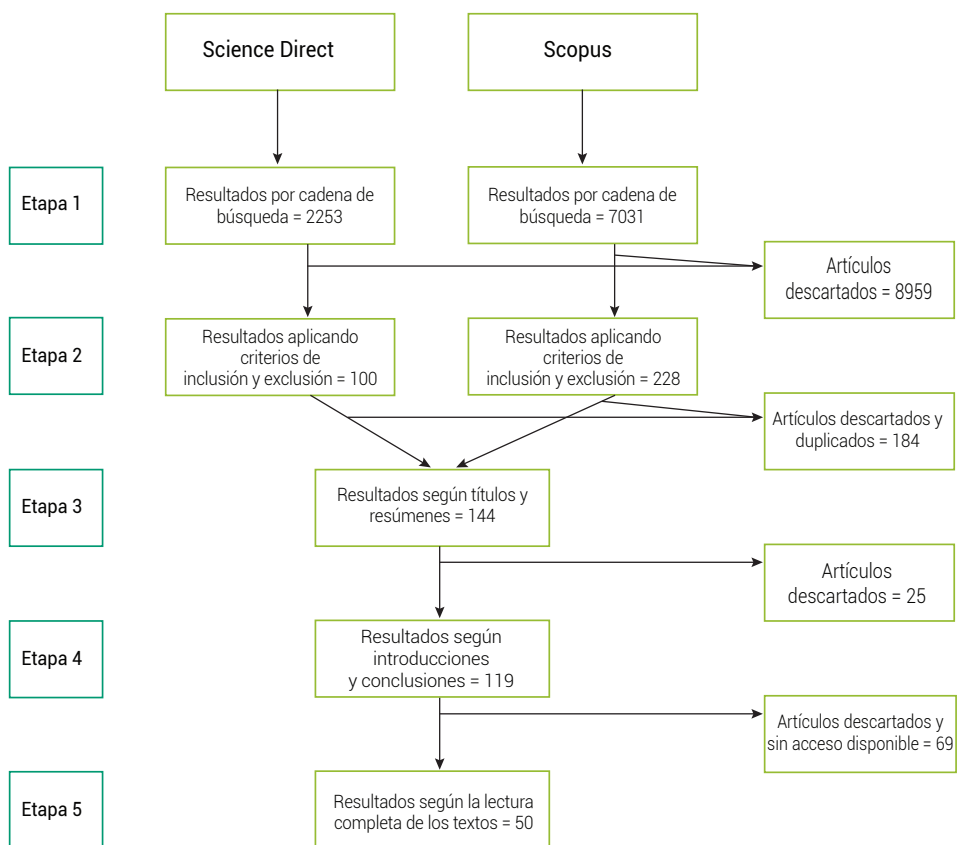 Science Direct
Scopus
Etapa 1
Resultados por cadena de
búsqueda = 2253
Resultados por cadena de
búsqueda = 7031
Artículos
descartados = 8959
Etapa 2
Resultados aplicando
criterios de
inclusión y exclusión = 100
Resultados aplicando
criterios de
inclusión y exclusión = 228
Artículos descartados y
duplicados = 184
Etapa 3
Resultados según títulos y
resúmenes = 144
Artículos
descartados = 25
Etapa 4
Resultados según
introducciones
y conclusiones = 119
Artículos descartados y
sin acceso disponible = 69
Etapa 5
Resultados según la lectura
completa de los textos = 50